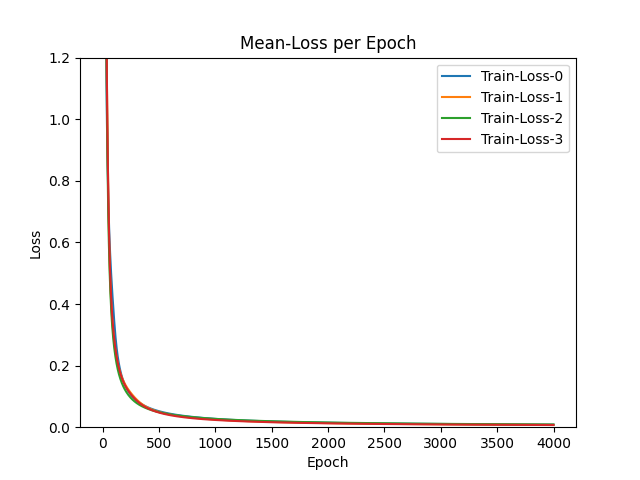 Mean-Loss per Epoch
1.2
1.0
0.8
0.6
0.4
0.2
0.0
Loss
Train-Loss-0
Train-Loss-1
Train-Loss-2
Train-Loss-3
0 500 1000 1500 2000 2500 3000 3500 4000
Epoch